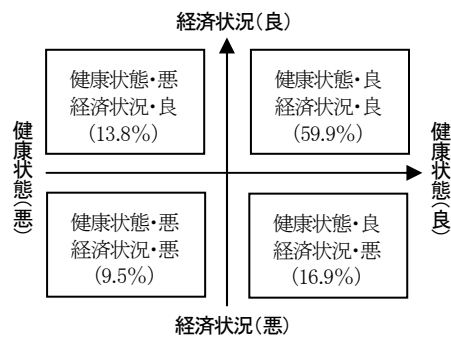 経済状況（良）
健康状態・悪
経済状況・良
（13.8%）
健康状態・良
経済状況・良
（59.9%）
健康状態（悪）
健康状態（良）
健康状態・悪
経済状況・悪
（9.5%）
健康状態・良
経済状況・悪
（16.9%）
経済状況（悪）